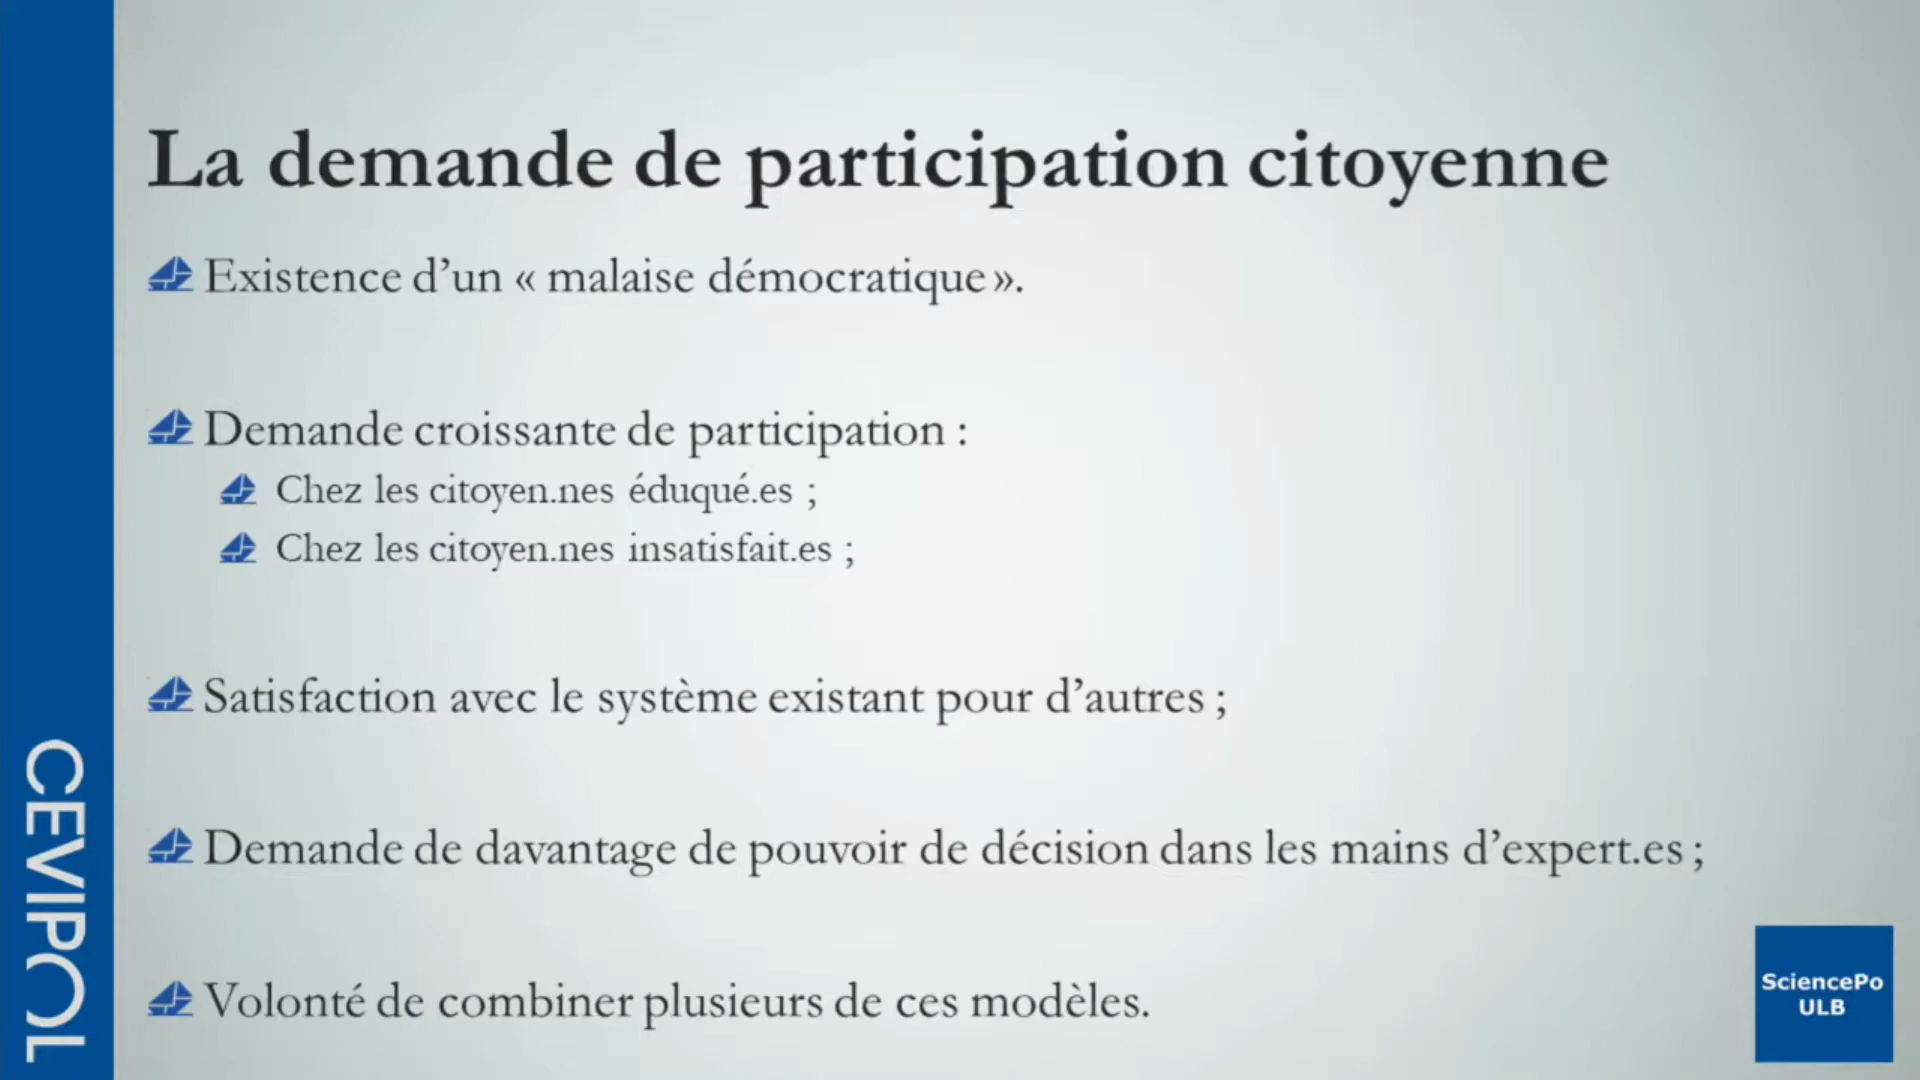 La demande de participation citoyenne
Existence d’un « malaise démocratique ».
Demande croissante de participation :
Chez les citoyen.nes éduqué.es ;
Chez les citoyen.nes insatisfait.es ;
Satisfaction avec le système existant pour d’autres ;
Demande de davantage de pouvoir de décision dans les mains d’expert.es ;
Volonté de combiner plusieurs de ces modèles.
CEVIPOL
SciencePo
ULB